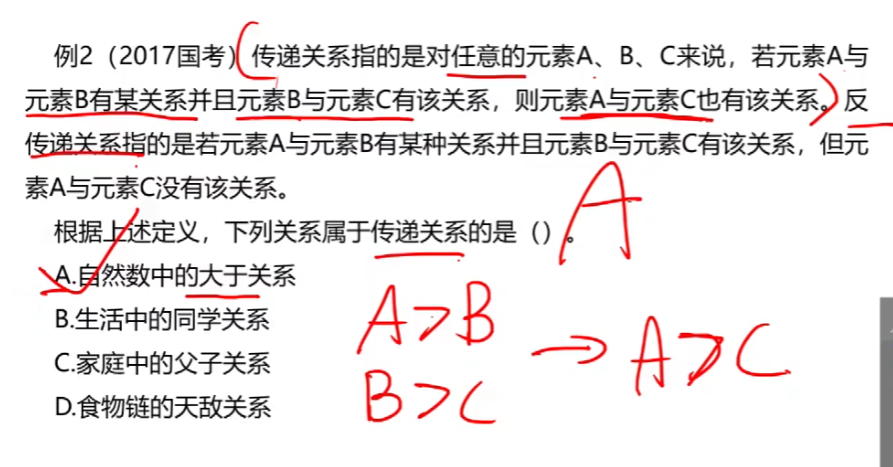 例2（2017国考）传递关系指的是对任意的元素A、B、C来说，若元素A与
元素B有某关系并且元素B与元素C有该关系，则元素A与元素C也有该关系。反
传递关系指的是若元素A与元素B有某种关系并且元素B与元素C有该关系，但元
素A与元素C没有该关系。
根据上述定义，下列关系属于传递关系的是（）。
A
A.自然数中的大于关系
B.生活中的同学关系
A>B
C.家庭中的父子关系
→ A>C
D.食物链的天敌关系
B>C